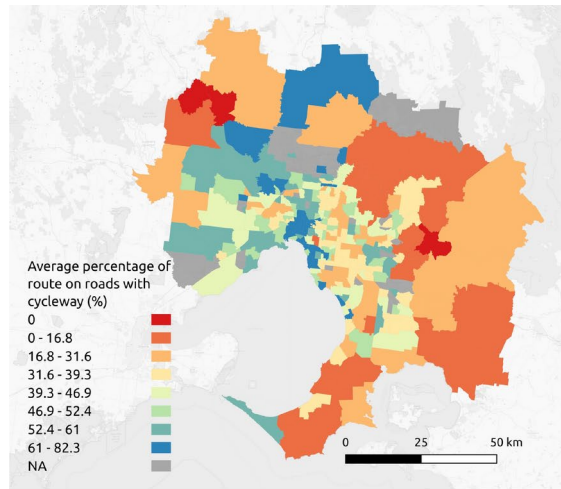 Average percentage of
route on roads with
cycleway (%)
0
0 - 16.8
16.8 - 31.6
31.6 - 39.3
39.3 - 46.9
46.9 - 52.4
52.4 - 61
61 - 82.3
NA
0 25 50 km